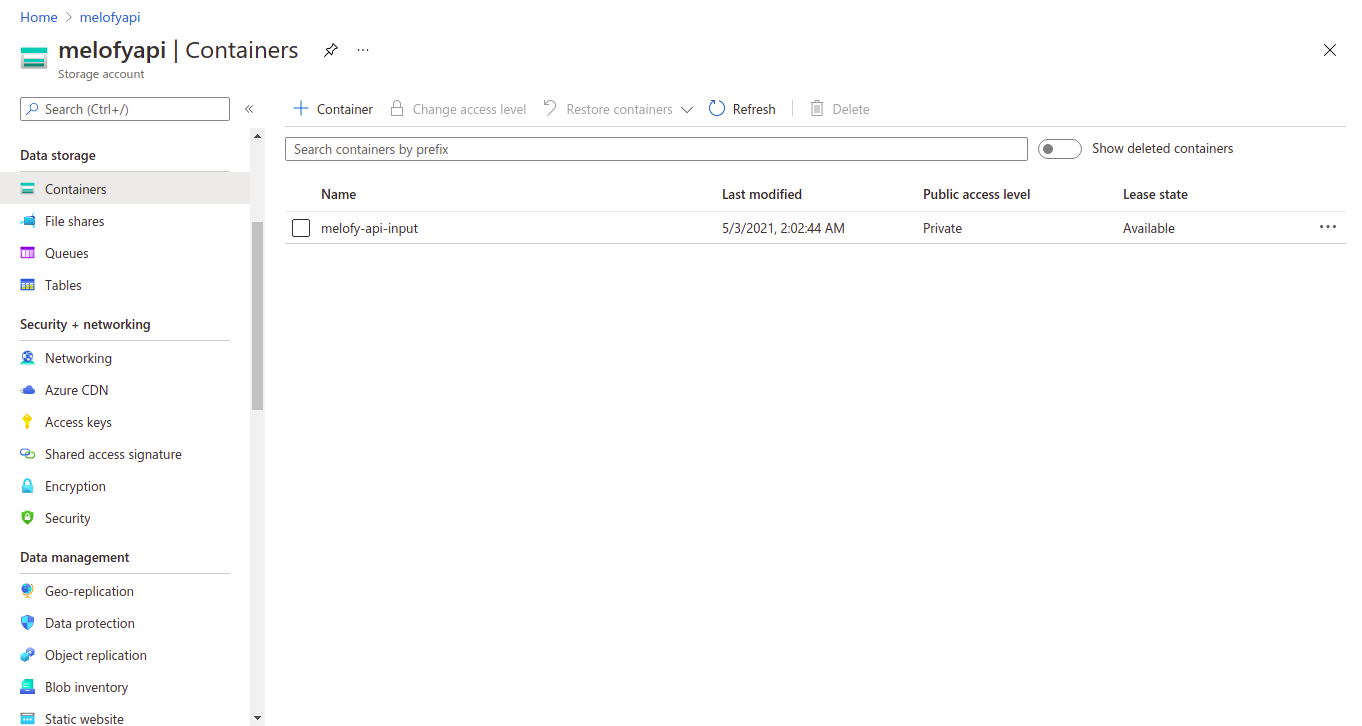 Home > melofyapi
melofyapi | Containers ...
Storage account
Search (Ctrl+/) «
Data storage
Containers
File shares
Queues
Tables
Security + networking
Networking
Azure CDN
Access keys
Shared access signature
Encryption
Security
Data management
Geo-replication
Data protection
Object replication
Blob inventory
Static website
+ Container Change access level Restore containers Refresh | Delete
Search containers by prefix Show deleted containers
Name Last modified Public access level Lease state
melofy-api-input 5/3/2021, 2:02:44 AM Private Available ...